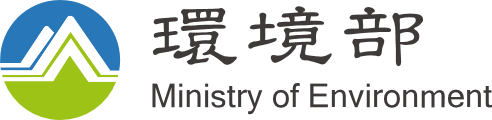 環境部
Ministry of Environment